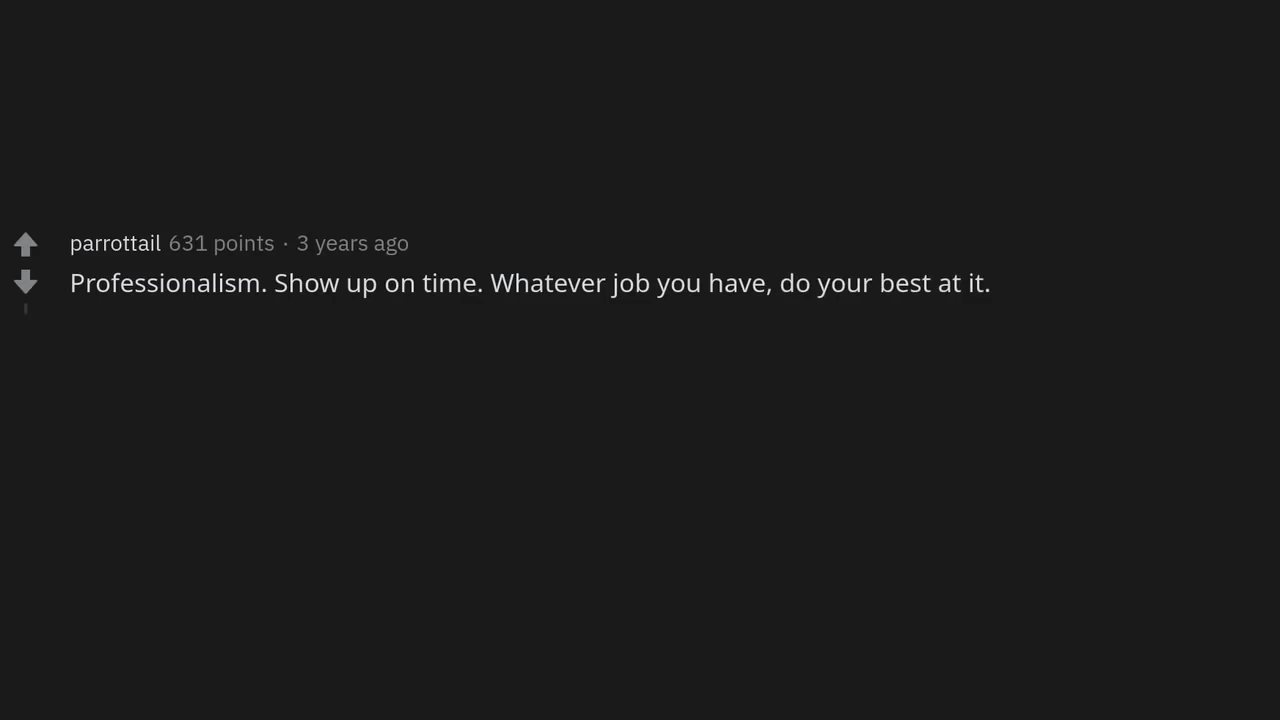 parrottail 631 points · 3 years ago
Professionalism. Show up on time. Whatever job you have, do your best at it.